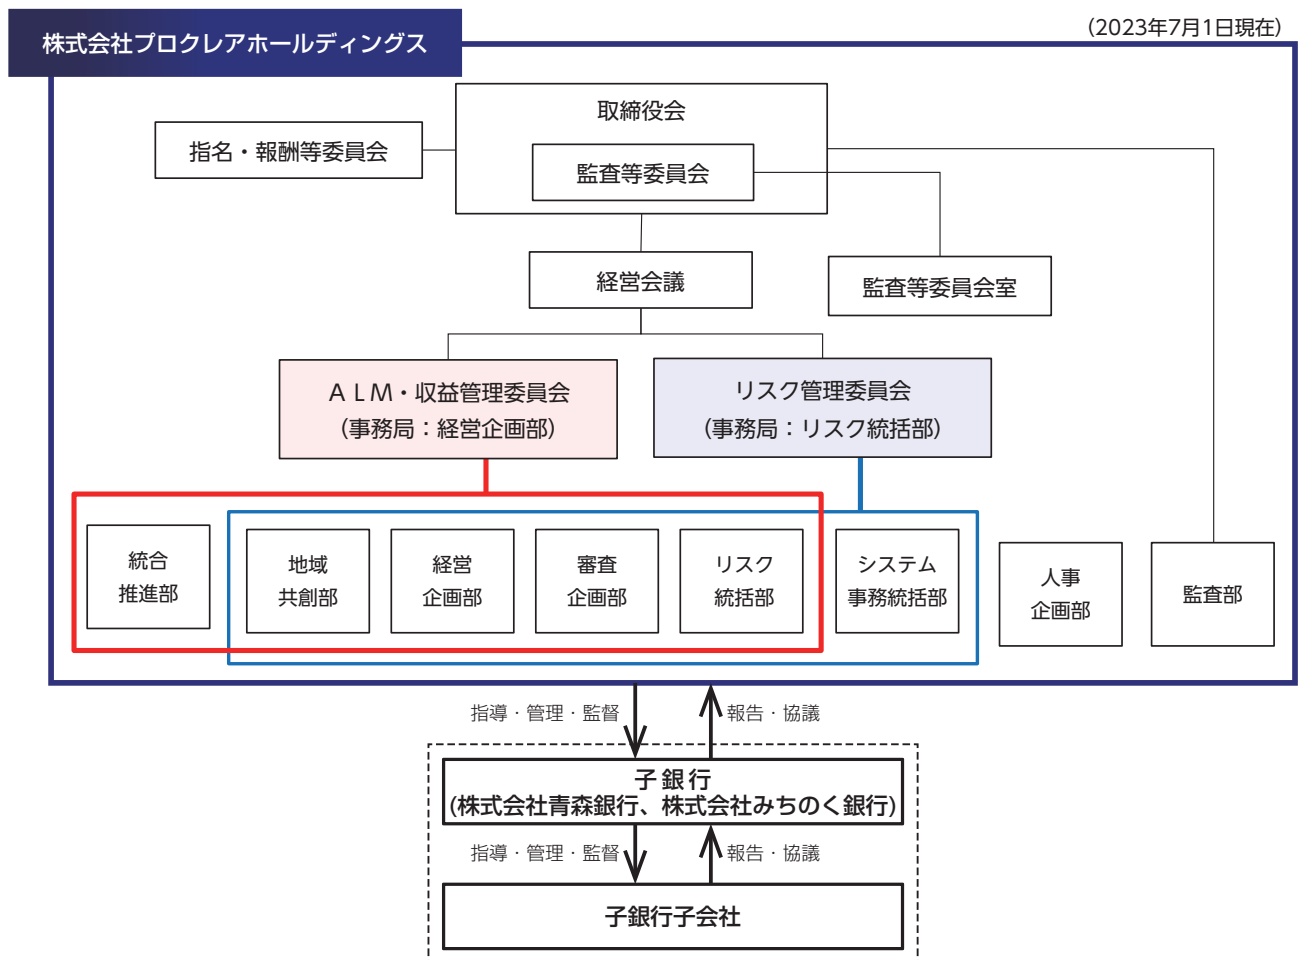 株式会社プロクレアホールディングス
(2023年7月1日現在)
取締役会
指名・報酬等委員会
監査等委員会
経営会議
監査等委員会室
ALM・収益管理委員会
(事務局：経営企画部)
リスク管理委員会
(事務局：リスク統括部)
統合
推進部
地域
共創部
経営
企画部
審査
企画部
リスク
統括部
システム
事務統括部
人事
企画部
監査部
指導・管理・監督
報告・協議
子銀行
(株式会社青森銀行、株式会社みちのく銀行)
指導・管理・監督
報告・協議
子銀行子会社